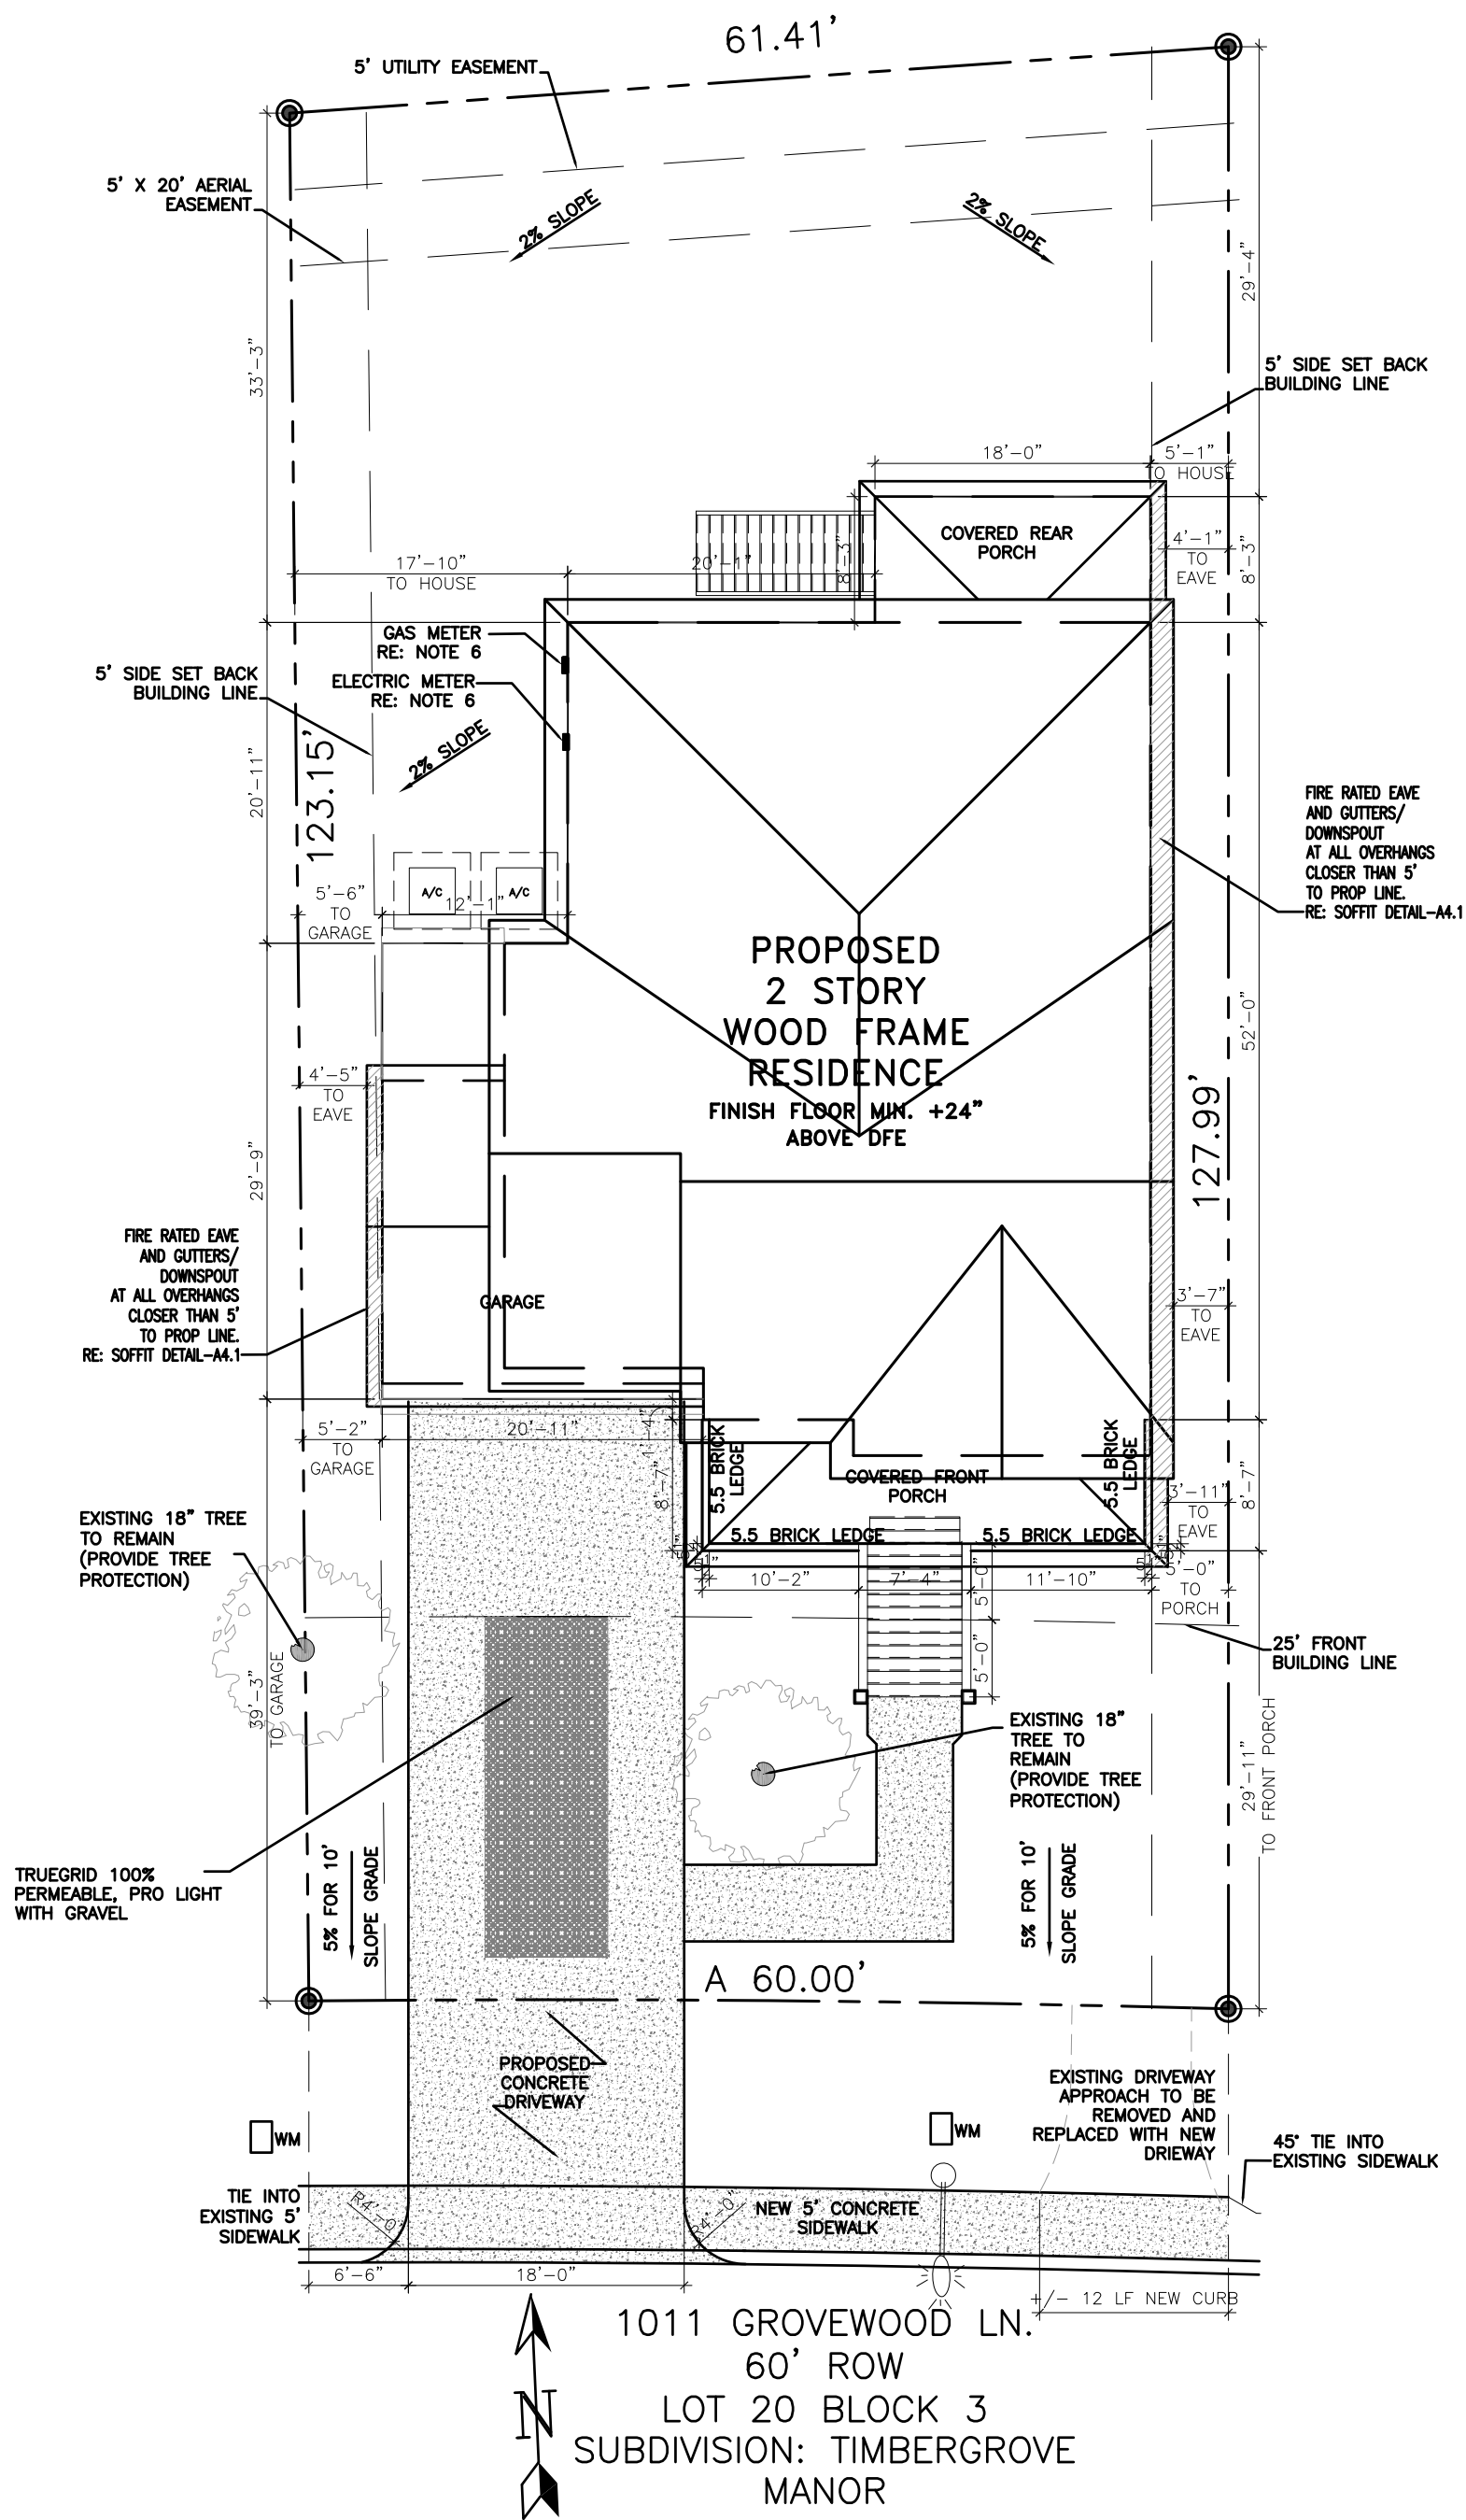 61.41'
5' UTILITY EASEMENT
5' X 20' AERIAL
EASEMENT
2% SLOPE
2% SLOPE
29'-4"
33'-3"
5' SIDE SET BACK
BUILDING LINE
18'-0"
5'-1"
TO HOUSE
COVERED REAR
PORCH
4'-1"
TO
EAVE
8'-3"
8'-3"
17'-10"
TO HOUSE
20'-1"
GAS METER
RE: NOTE 6
5' SIDE SET BACK
BUILDING LINE
ELECTRIC METER
RE: NOTE 6
2% SLOPE
123.15'
20'-11"
FIRE RATED EAVE
AND GUTTERS/
DOWNSPOUT
AT ALL OVERHANGS
CLOSER THAN 5'
TO PROP LINE.
RE: SOFFIT DETAIL-A4.1
A/C
A/C
5'-6"
TO
GARAGE
12'-1"
PROPOSED
2 STORY
WOOD FRAME
RESIDENCE
FINISH FLOOR MIN. +24"
ABOVE DFE
52'-0"
4'-5"
TO
EAVE
127.99'
29'-9"
FIRE RATED EAVE
AND GUTTERS/
DOWNSPOUT
AT ALL OVERHANGS
CLOSER THAN 5'
TO PROP LINE.
RE: SOFFIT DETAIL-A4.1
GARAGE
3'-7"
TO
EAVE
5'-2"
TO
GARAGE
20'-11"
1'-4"
8'-7"
5.5 BRICK
LEDGE
COVERED FRONT
PORCH
5.5 BRICK
LEDGE
3'-11"
TO
EAVE
8'-7"
5.5 BRICK LEDGE
5.5 BRICK LEDGE
EXISTING 18" TREE
TO REMAIN
(PROVIDE TREE
PROTECTION)
10'-2"
7'-4"
11'-10"
5'-0"
TO
PORCH
5'-0"
5'-0"
25' FRONT
BUILDING LINE
39'-3"
TO GARAGE
EXISTING 18"
TREE TO
REMAIN
(PROVIDE TREE
PROTECTION)
29'-11"
TO FRONT PORCH
TRUEGRID 100%
PERMEABLE, PRO LIGHT
WITH GRAVEL
5% FOR 10'
SLOPE GRADE
5% FOR 10'
SLOPE GRADE
A 60.00'
PROPOSED
CONCRETE
DRIVEWAY
EXISTING DRIVEWAY
APPROACH TO BE
REMOVED AND
REPLACED WITH NEW
DRIEWAY
WM
WM
45° TIE INTO
EXISTING SIDEWALK
TIE INTO
EXISTING 5'
SIDEWALK
R4'-0"
R4'-0"
NEW 5' CONCRETE
SIDEWALK
6'-6"
18'-0"
+/- 12 LF NEW CURB
1011 GROVEWOOD LN.
60' ROW
LOT 20 BLOCK 3
SUBDIVISION: TIMBERGROVE
MANOR
N